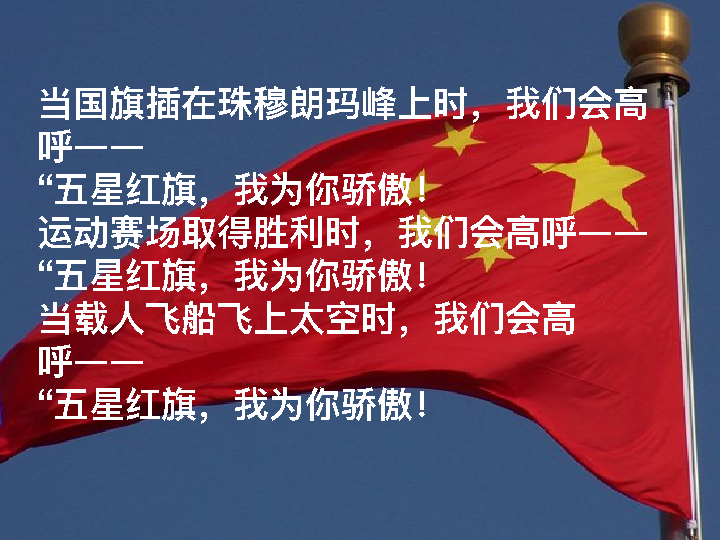 当国旗插在珠穆朗玛峰上时，我们会高
呼——
“五星红旗，我为你骄傲！
运动赛场取得胜利时，我们会高呼——
“五星红旗，我为你骄傲！
当载人飞船飞上太空时，我们会高
呼——
“五星红旗，我为你骄傲！